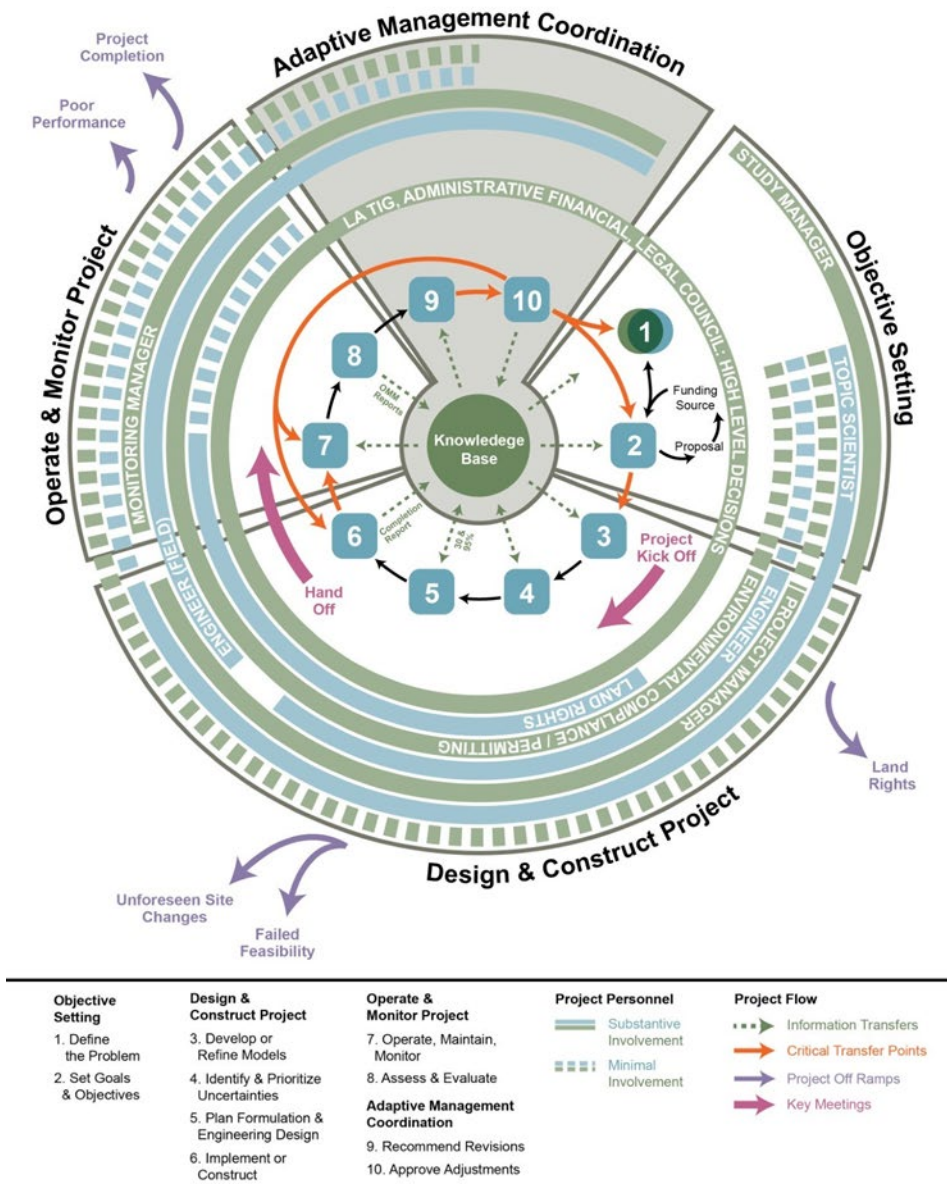 Adaptive Management Coordination
Project
Completion
Poor
Performance
Operate & Monitor Project
Objective Setting
Design & Construct Project
STUDY MANAGER
TOPIC SCIENTIST
LA TIG, ADMINISTRATIVE FINANCIAL, LEGAL COUNCIL: HIGH LEVEL DECISIONS
MONITORING MANAGER
ENGINEER (FIELD)
PROJECT MANAGER
ENGINEER
ENVIRONMENTAL COMPLIANCE / PERMITTING
LAND RIGHTS
9
10
1
8
OMM
Reports
Funding
Source
7
Knowledege
Base
2
Proposal
6
Completion
Report
30 &
95%
3
Project
Kick Off
5
4
Hand
Off
Land
Rights
Unforeseen Site
Changes
Failed
Feasibility
Objective
Setting
1. Define
the Problem
2. Set Goals
& Objectives
Design &
Construct Project
3. Develop or
Refine Models
4. Identify & Prioritize
Uncertainties
5. Plan Formulation &
Engineering Design
6. Implement or
Construct
Operate &
Monitor Project
7. Operate, Maintain,
Monitor
8. Assess & Evaluate
Adaptive Management
Coordination
9. Recommend Revisions
10. Approve Adjustments
Project Personnel
Substantive
Involvement
Minimal
Involvement
Project Flow
Information Transfers
Critical Transfer Points
Project Off Ramps
Key Meetings